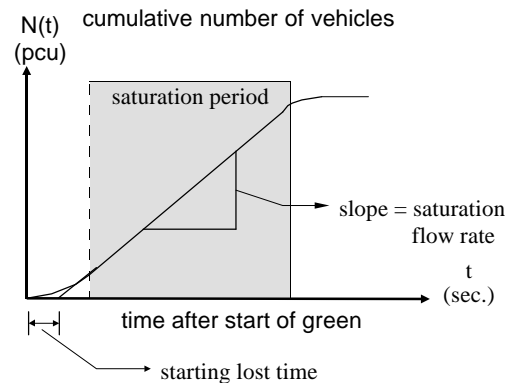 cumulative number of vehicles
N(t)
(pcu)
saturation period
slope = saturation
flow rate
t
(sec.)
time after start of green
starting lost time